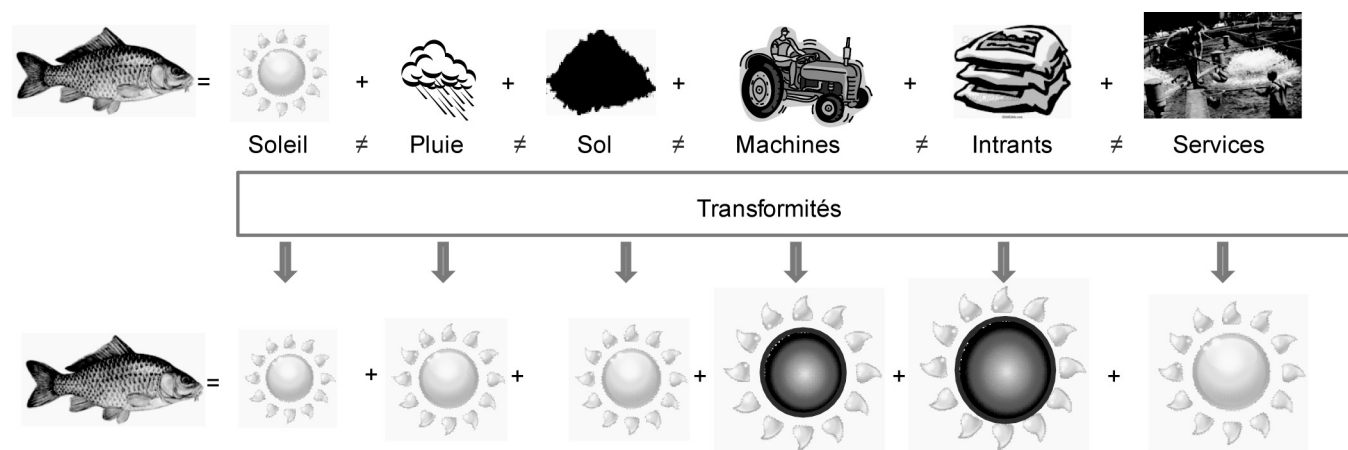 = + + + + +
Soleil ≠ Pluie ≠ Sol ≠ Machines ≠ Intrants ≠ Services
Transformités
= + + + + +